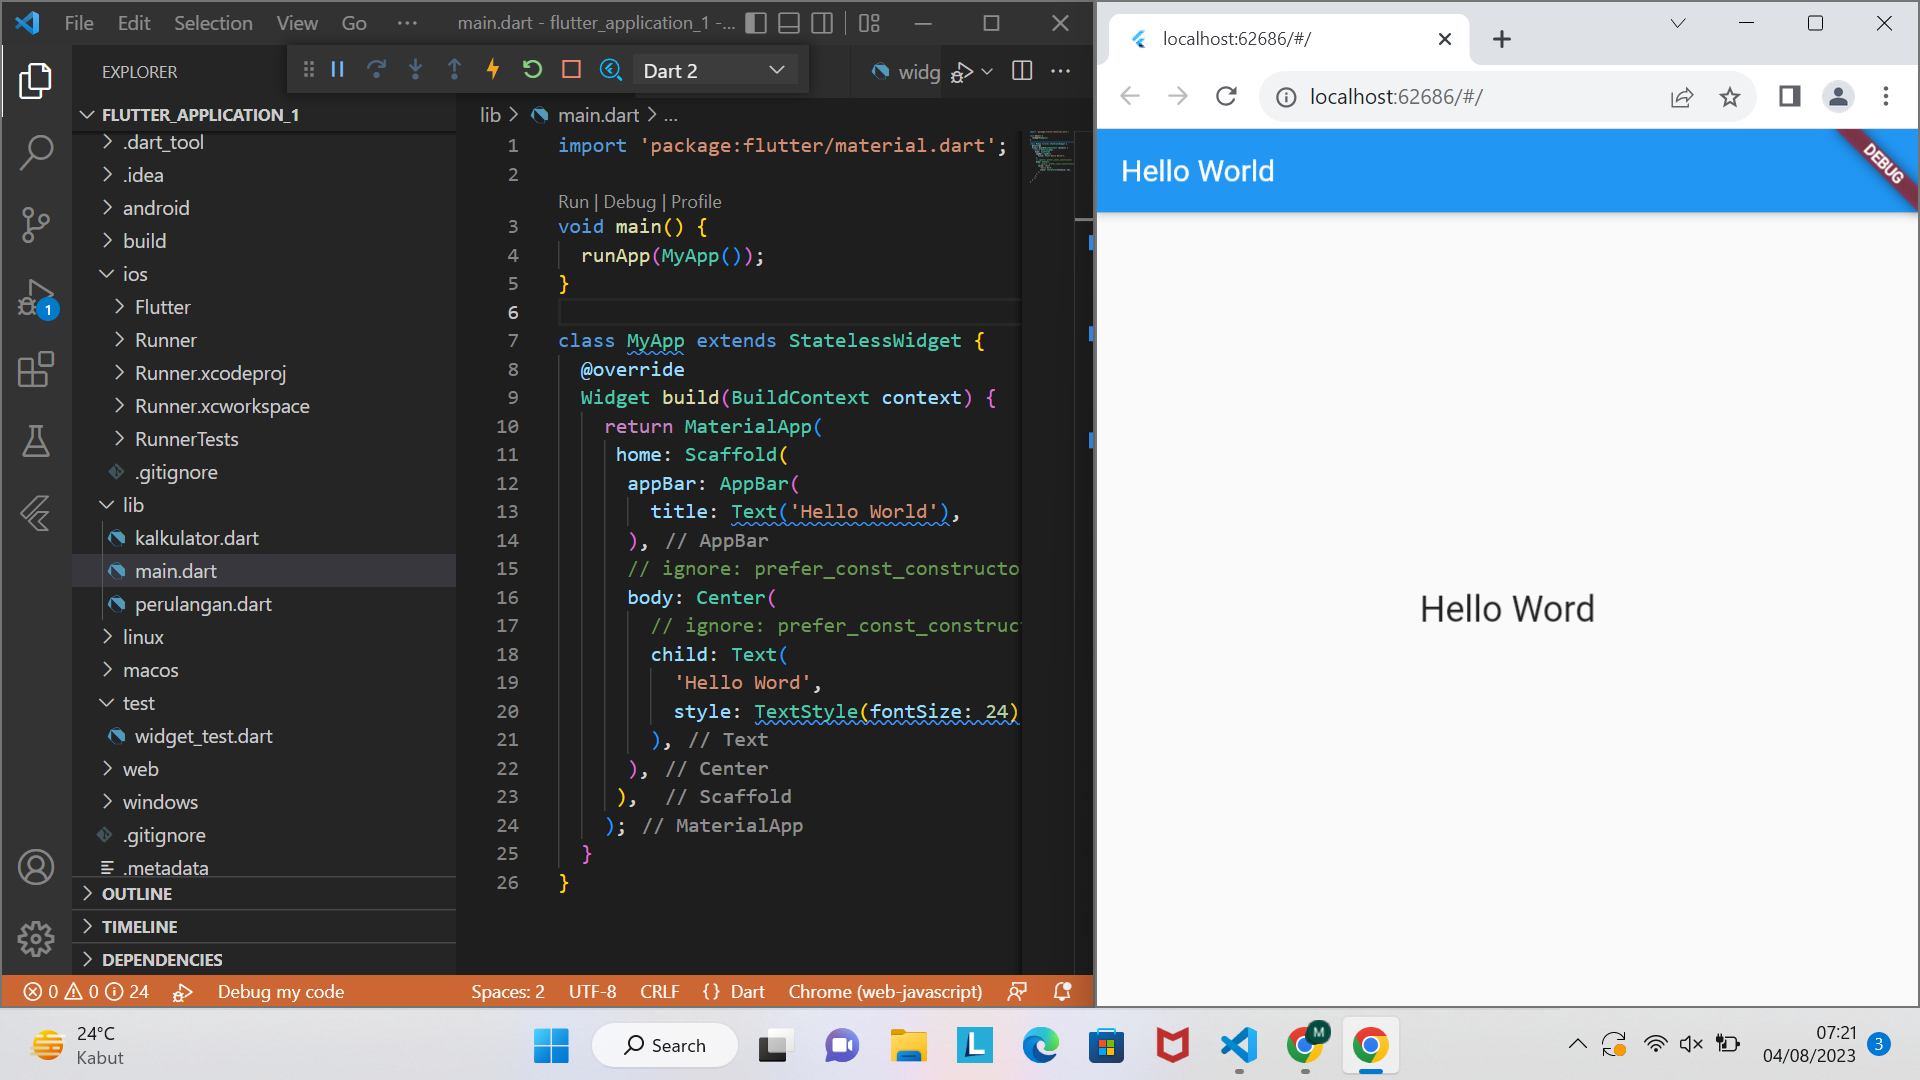 File Edit Selection View Go ··· main.dart - flutter_application_1 -...
EXPLORER
Dart 2
widg
FLUTTER_APPLICATION_1
.dart_tool
.idea
android
build
ios
Flutter
Runner
Runner.xcodeproj
Runner.xcworkspace
RunnerTests
.gitignore
lib
kalkulator.dart
main.dart
perulangan.dart
linux
macos
test
widget_test.dart
web
windows
.gitignore
.metadata
OUTLINE
TIMELINE
DEPENDENCIES
1
lib > main.dart > ...
1 import 'package:flutter/material.dart';
2
Run | Debug | Profile
3 void main() {
4 runApp(MyApp());
5 }
6
7 class MyApp extends StatelessWidget {
8 @override
9 Widget build(BuildContext context) {
10 return MaterialApp(
11 home: Scaffold(
12 appBar: AppBar(
13 title: Text('Hello World'),
14 ), // AppBar
15 // ignore: prefer_const_constructo
16 body: Center(
17 // ignore: prefer_const_construc
18 child: Text(
19 'Hello Word',
20 style: TextStyle(fontSize: 24)
21 ), // Text
22 ), // Center
23 ), // Scaffold
24 ); // MaterialApp
25 }
26 }
0 0 24 Debug my code Spaces: 2 UTF-8 CRLF {} Dart Chrome (web-javascript)
localhost:62686/#/
localhost:62686/#/
Hello World
DEBUG
Hello Word
24°C
Kabut
Search
L
M
07:21
04/08/2023
3